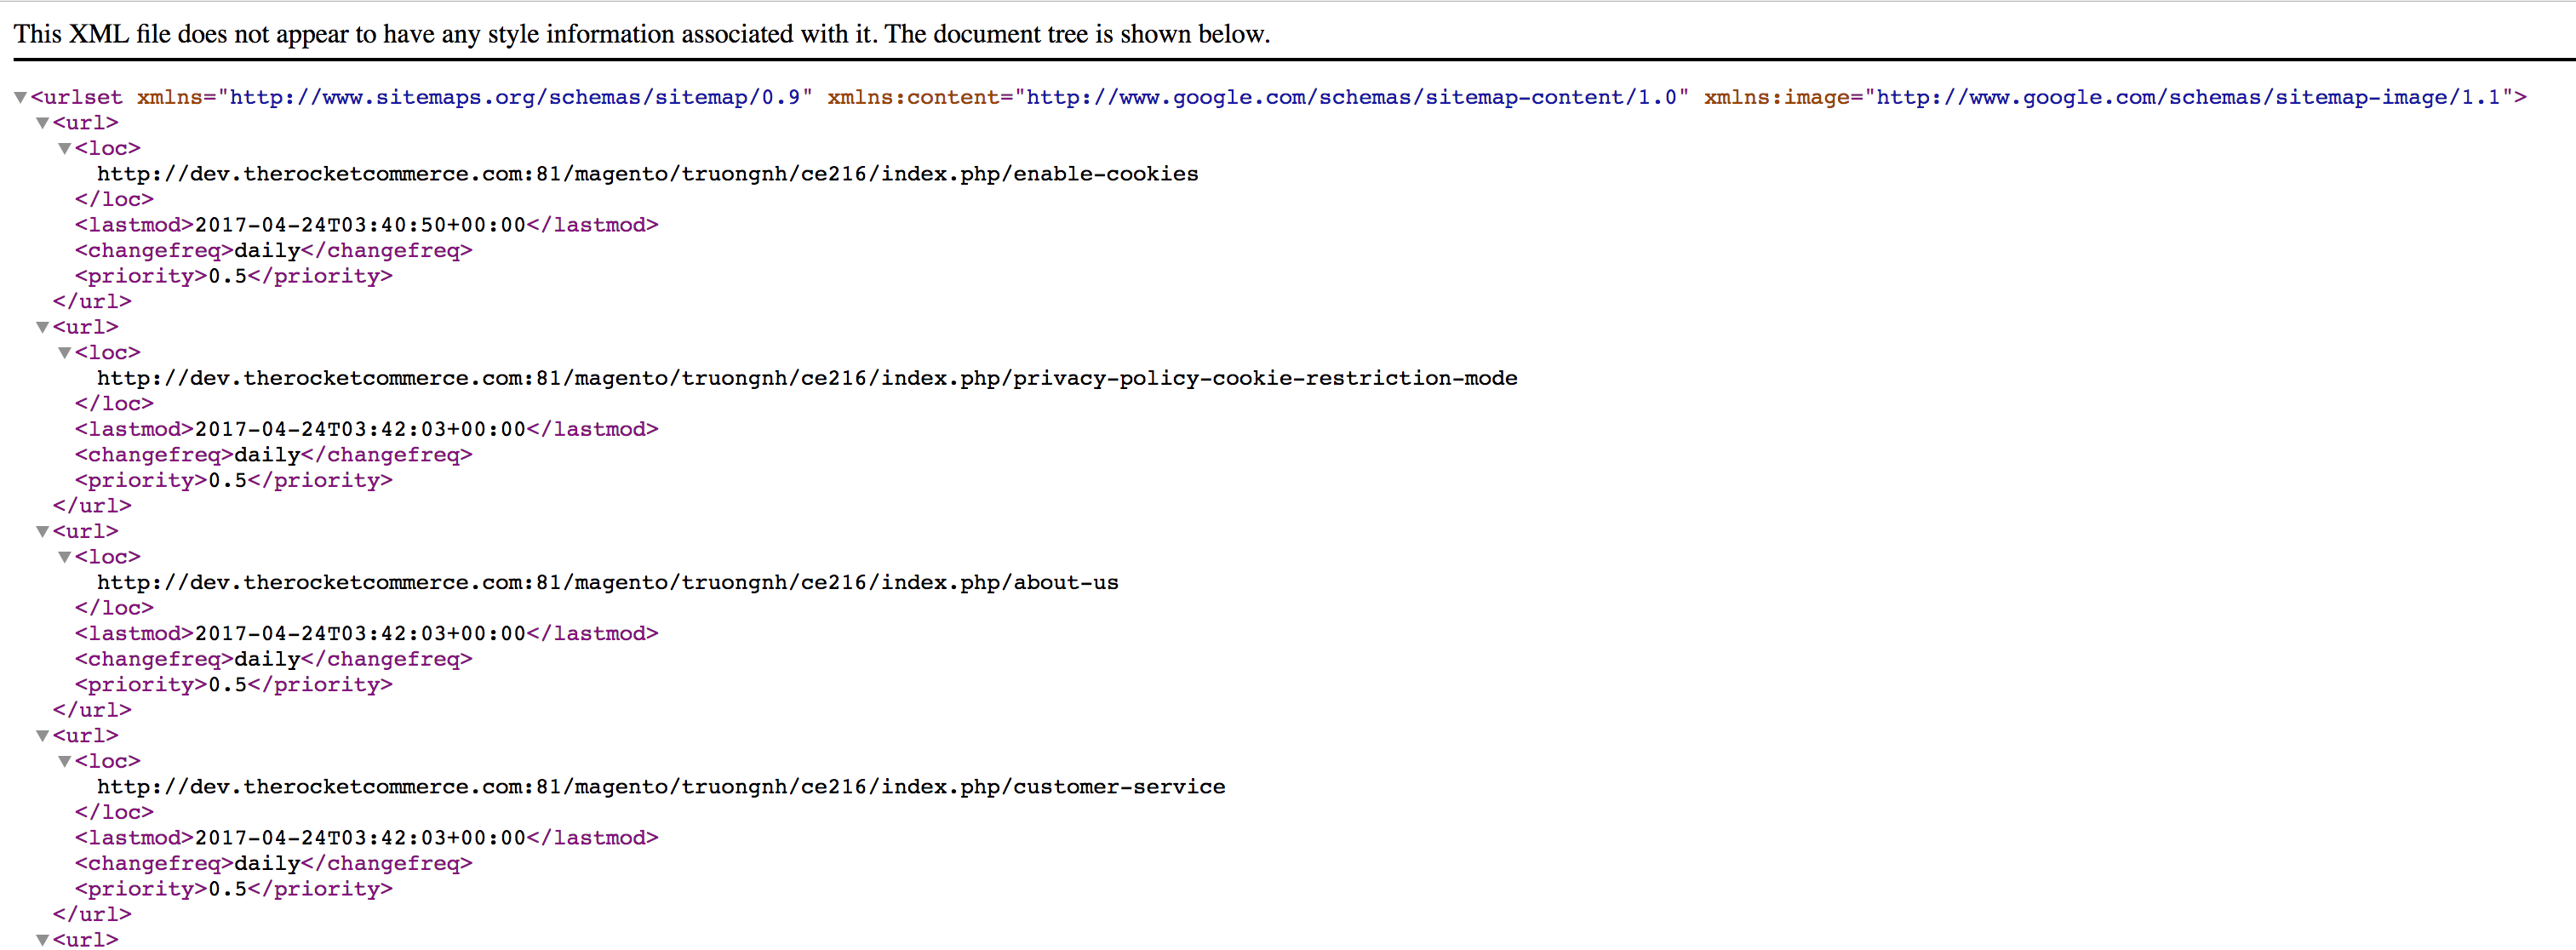 This XML file does not appear to have any style information associated with it. The document tree is shown below.
▼<urlset xmlns="http://www.sitemaps.org/schemas/sitemap/0.9" xmlns:content="http://www.google.com/schemas/sitemap-content/1.0" xmlns:image="http://www.google.com/schemas/sitemap-image/1.1">
▼<url>
▼<loc>
http://dev.therocketcommerce.com:81/magento/truongnh/ce216/index.php/enable-cookies
</loc>
<lastmod>2017-04-24T03:40:50+00:00</lastmod>
<changefreq>daily</changefreq>
<priority>0.5</priority>
</url>
▼<url>
▼<loc>
http://dev.therocketcommerce.com:81/magento/truongnh/ce216/index.php/privacy-policy-cookie-restriction-mode
</loc>
<lastmod>2017-04-24T03:42:03+00:00</lastmod>
<changefreq>daily</changefreq>
<priority>0.5</priority>
</url>
▼<url>
▼<loc>
http://dev.therocketcommerce.com:81/magento/truongnh/ce216/index.php/about-us
</loc>
<lastmod>2017-04-24T03:42:03+00:00</lastmod>
<changefreq>daily</changefreq>
<priority>0.5</priority>
</url>
▼<url>
▼<loc>
http://dev.therocketcommerce.com:81/magento/truongnh/ce216/index.php/customer-service
</loc>
<lastmod>2017-04-24T03:42:03+00:00</lastmod>
<changefreq>daily</changefreq>
<priority>0.5</priority>
</url>
▼<url>